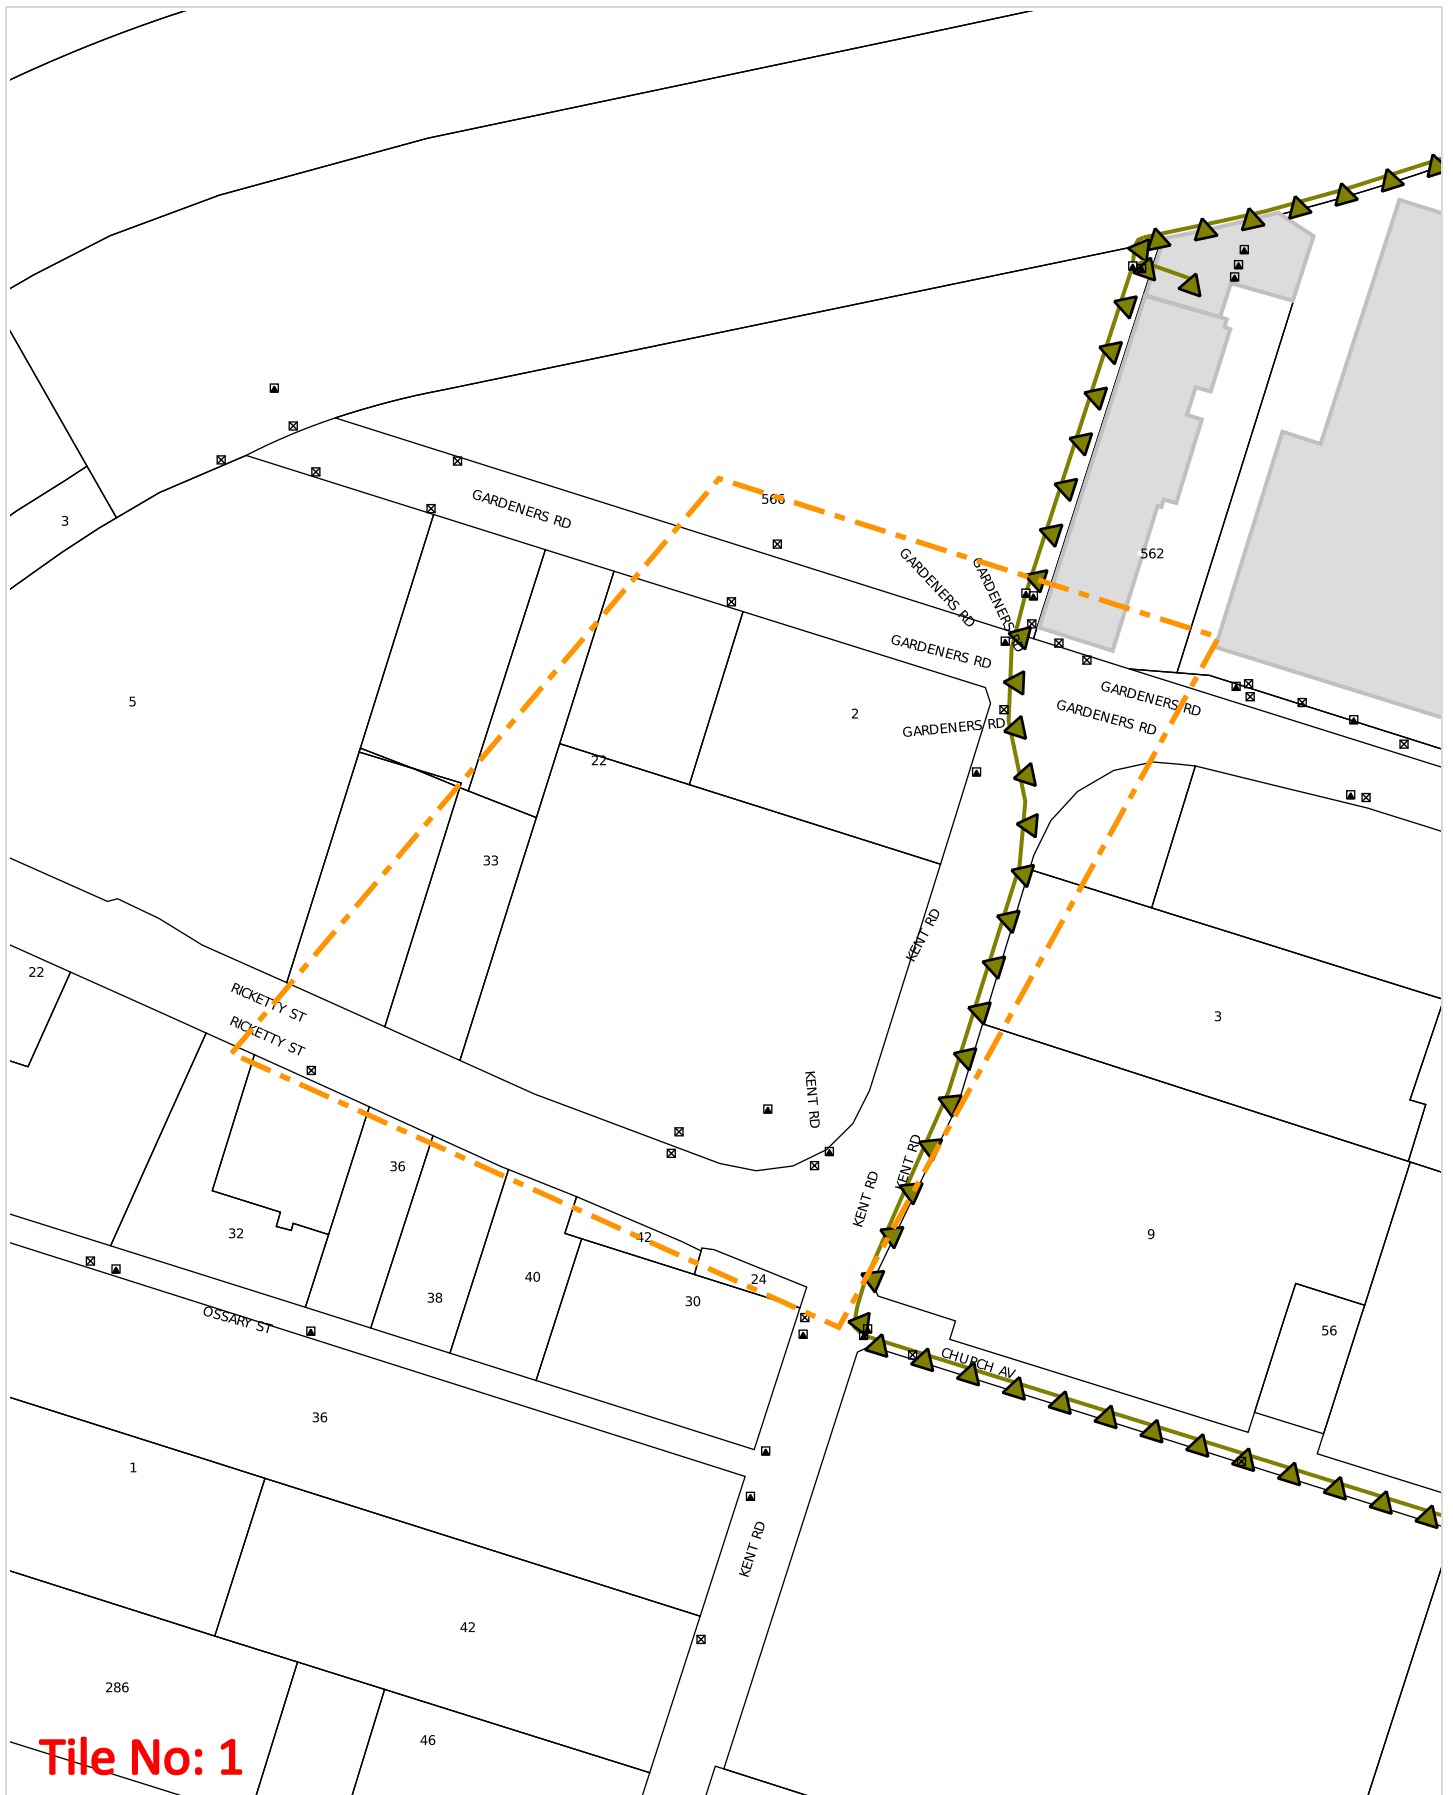 566
3
GARDENERS RD
562
GARDENERS RD
GARDENERS RD
GARDENERS RD
GARDENERS RD
5
2
GARDENERS RD
GARDENERS RD
22
33
KENT RD
22
RICKETTY ST
3
RICKETTY ST
KENT RD
36
KENT RD
KENT RD
32
42
9
40
24
38
30
OSSARY ST
56
CHURCH AV
36
1
KENT RD
42
286
46
Tile No: 1